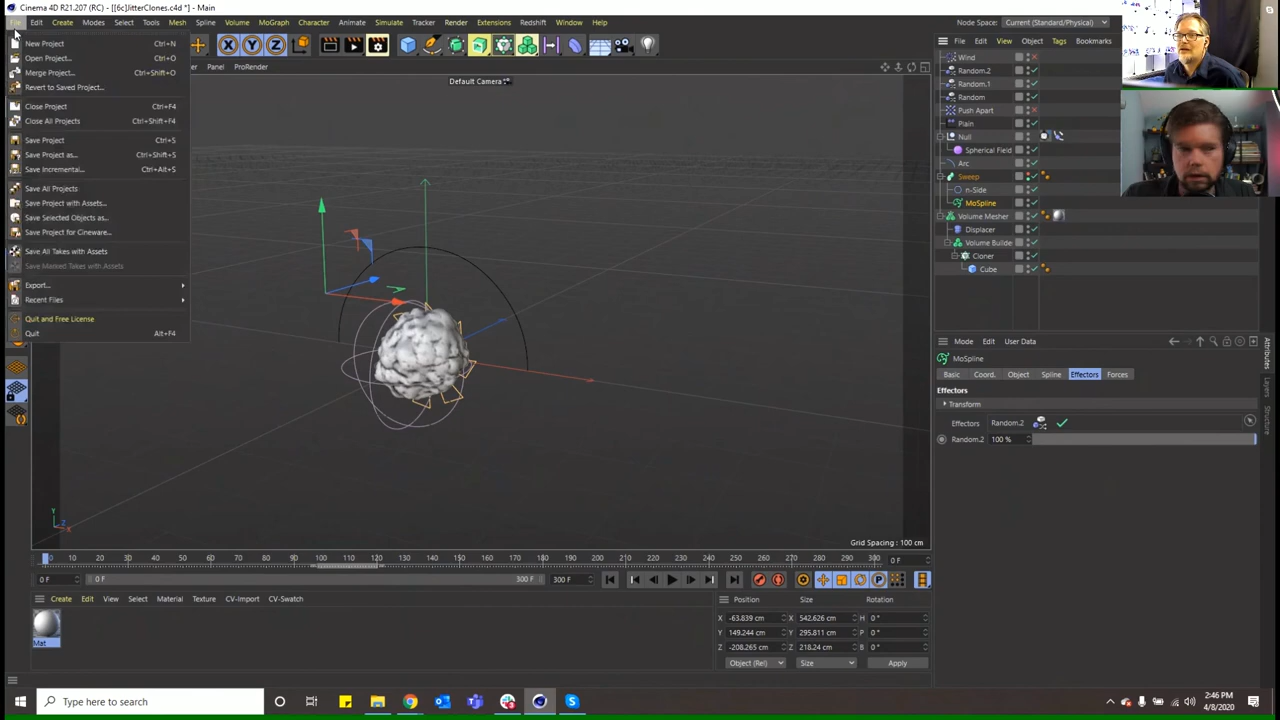 Cinema 4D R21.207 (RC) - [[6c]JitterClones.c4d *] - Main
File Edit Create Modes Select Tools Mesh Spline Volume MoGraph Character Animate Simulate Tracker Render Extensions Redshift Window Help
Node Space: Current (Standard/Physical)
New Project Ctrl+N
Open Project... Ctrl+O
Merge Project... Ctrl+Shift+O
Revert to Saved Project...
Close Project Ctrl+F4
Close All Projects Ctrl+Shift+F4
Save Project Ctrl+S
Save Project as... Ctrl+Shift+S
Save Incremental... Ctrl+Alt+S
Save All Projects
Save Project with Assets...
Save Selected Objects as...
Save Project for Cineware...
Save All Takes with Assets
Save Marked Takes with Assets
Export...
Recent Files
Quit and Free License
Quit Alt+F4
Panel ProRender
Default Camera
Grid Spacing : 100 cm
Y
Z
X
File Edit View Object Tags Bookmarks
Wind
Random.2
Random.1
Random
Push Apart
Plain
Null
Spherical Field
Arc
Sweep
n-Side
MoSpline
Volume Mesher
Displacer
Volume Builde
Cloner
Cube
Mode Edit User Data
MoSpline
Basic Coord. Object Spline Effectors Forces
Effectors
Transform
Effectors Random.2
Random.2 100 %
Attributes
Layers
Structure
0 10 20 30 40 50 60 70 80 90 100 110 120 130 140 150 160 170 180 190 200 210 220 230 240 250 260 270 280 290 300 0 F
0 F 0 F 300 F 300 F
Create Edit View Select Material Texture CV-Import CV-Swatch
Mat
Position Size Rotation
X -63.839 cm X 542.626 cm H 0 °
Y 149.244 cm Y 295.811 cm P 0 °
Z -208.265 cm Z 218.24 cm B 0 °
Object (Rel) Size Apply
Type here to search
2:46 PM
4/8/2020